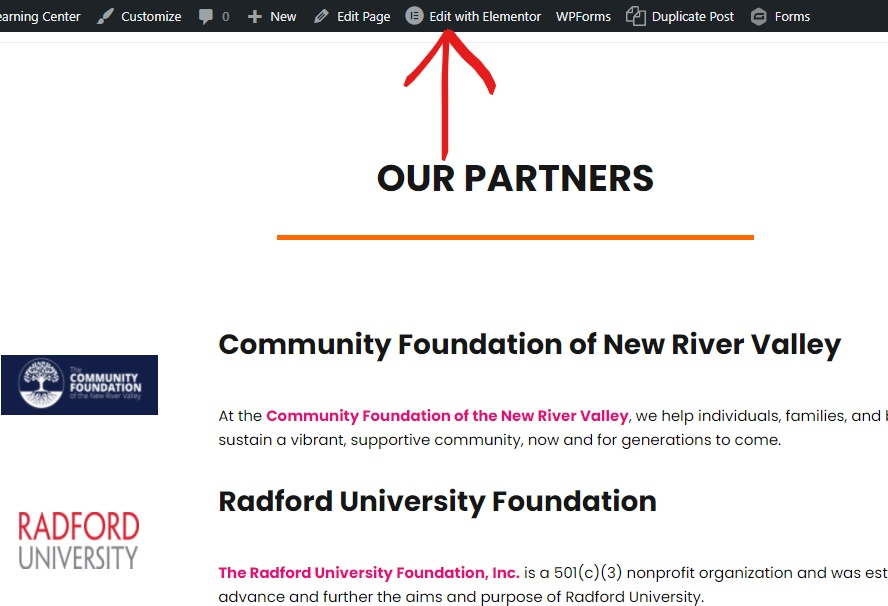 earning Center Customize 0 New Edit Page Edit with Elementor WPForms Duplicate Post Forms
OUR PARTNERS
Community Foundation of New River Valley
The
COMMUNITY
FOUNDATION
of the New River Valley
At the Community Foundation of the New River Valley, we help individuals, families, and b
sustain a vibrant, supportive community, now and for generations to come.
Radford University Foundation
RADFORD
UNIVERSITY
The Radford University Foundation, Inc. is a 501(c)(3) nonprofit organization and was est
advance and further the aims and purpose of Radford University.